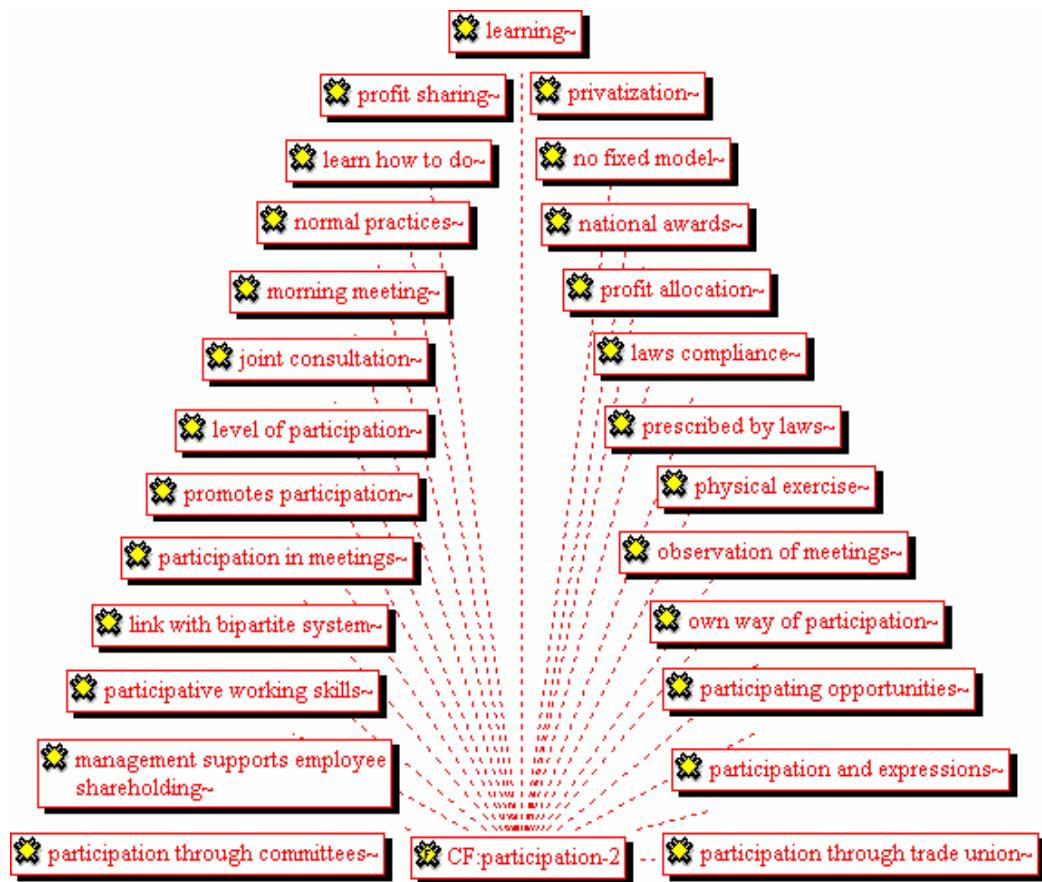 learning~
profit sharing~
privatization~
learn how to do~
no fixed model~
normal practices~
national awards~
morning meeting~
profit allocation~
joint consultation~
laws compliance~
level of participation~
prescribed by laws~
promotes participation~
physical exercise~
participation in meetings~
observation of meetings~
link with bipartite system~
own way of participation~
participative working skills~
participating opportunities~
management supports employee
shareholding~
participation and expressions~
participation through committees~
CF:participation-2
participation through trade union~